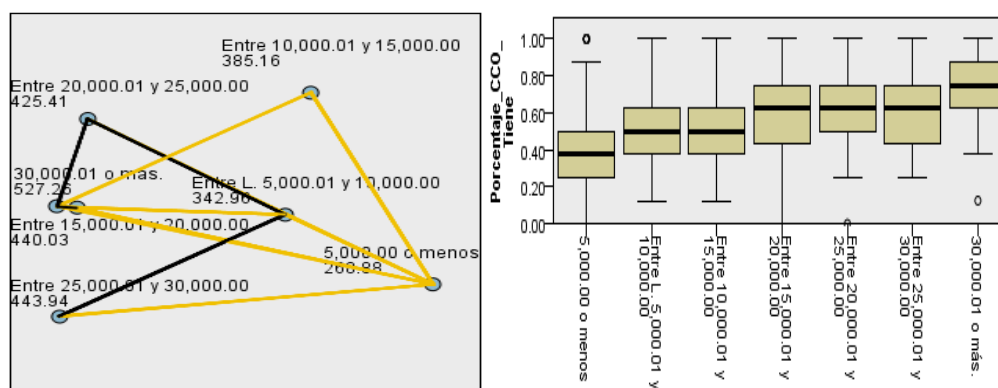 Entre 10,000.01 y 15,000.00
385.16
Entre 20,000.01 y 25,000.00
425.41
30,000.01 o más.
527.25
Entre L. 5,000.01 y 10,000.00
342.96
Entre 15,000.01 y 20,000.00
440.03
5,000.00 o menos
268.88
Entre 25,000.01 y 30,000.00
443.94
Porcentaje_CCO_
Tiene
1.00
0.80
0.60
0.40
0.20
0.00
5,000.00 o menos
Entre L. 5,000.01 y
10,000.00
Entre 10,000.01 y
15,000.00
Entre 15,000.01 y
20,000.00
Entre 20,000.01 y
25,000.00
Entre 25,000.01 y
30,000.00
30,000.01 o más.